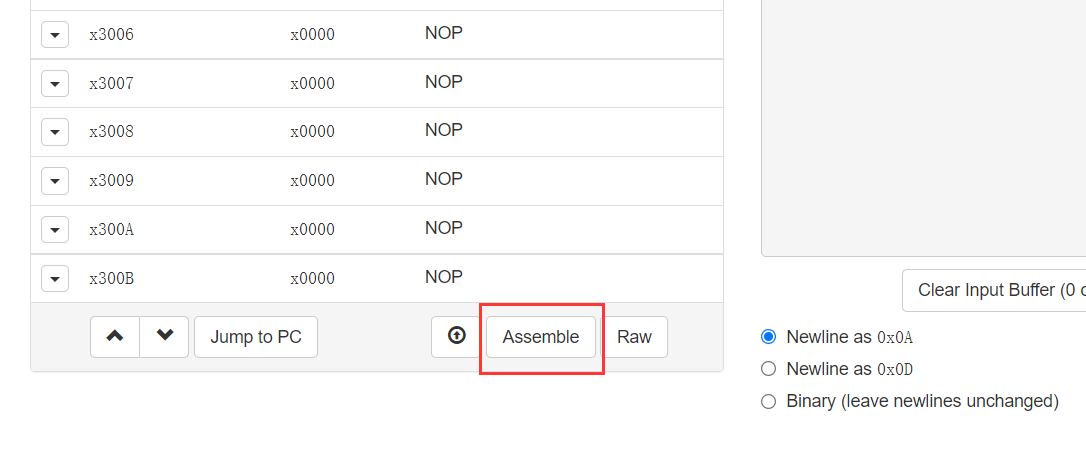 x3006 x0000 NOP
x3007 x0000 NOP
x3008 x0000 NOP
x3009 x0000 NOP
x300A x0000 NOP
x300B x0000 NOP
Jump to PC Assemble Raw
Clear Input Buffer (0
Newline as 0x0A
Newline as 0x0D
Binary (leave newlines unchanged)